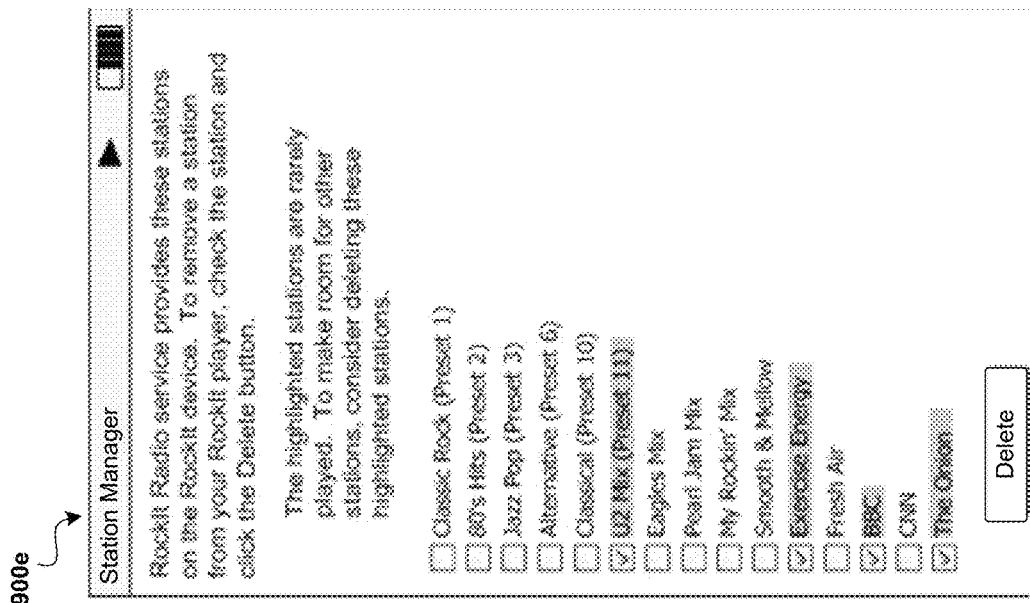 900e
Station Manager
RockIt Radio service provides these stations
on the RockIt device. To remove a station
from your RockIt player, check the station and
click the Delete button.
The highlighted stations are rarely
played. To make room for other
stations, consider deleting these
highlighted stations.
Classic Rock (Preset 1)
80's Hits (Preset 2)
Jazz Pop (Preset 3)
Alternative (Preset 6)
Classical (Preset 10)
U2 Mix (Preset 11)
Eagles Mix
Pearl Jam Mix
My Rockin' Mix
Smooth & Mellow
Exercise Energy
Fresh Air
BBC
CNN
The Onion
Delete